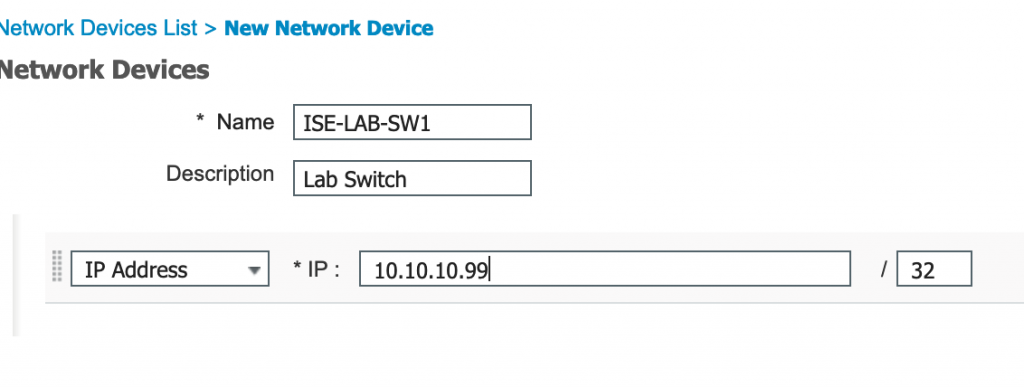 Network Devices List > New Network Device
Network Devices
* Name ISE-LAB-SW1
Description Lab Switch
IP Address * IP : 10.10.10.99 / 32